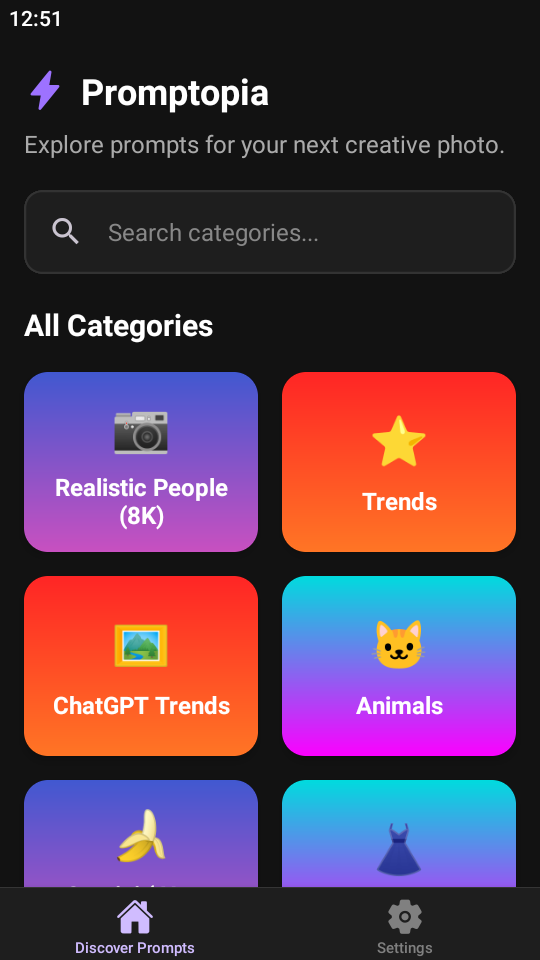 12:51
Promptopia
Explore prompts for your next creative photo.
Search categories...
All Categories
Realistic People
(8K)
Trends
ChatGPT Trends
Animals
Discover Prompts
Settings